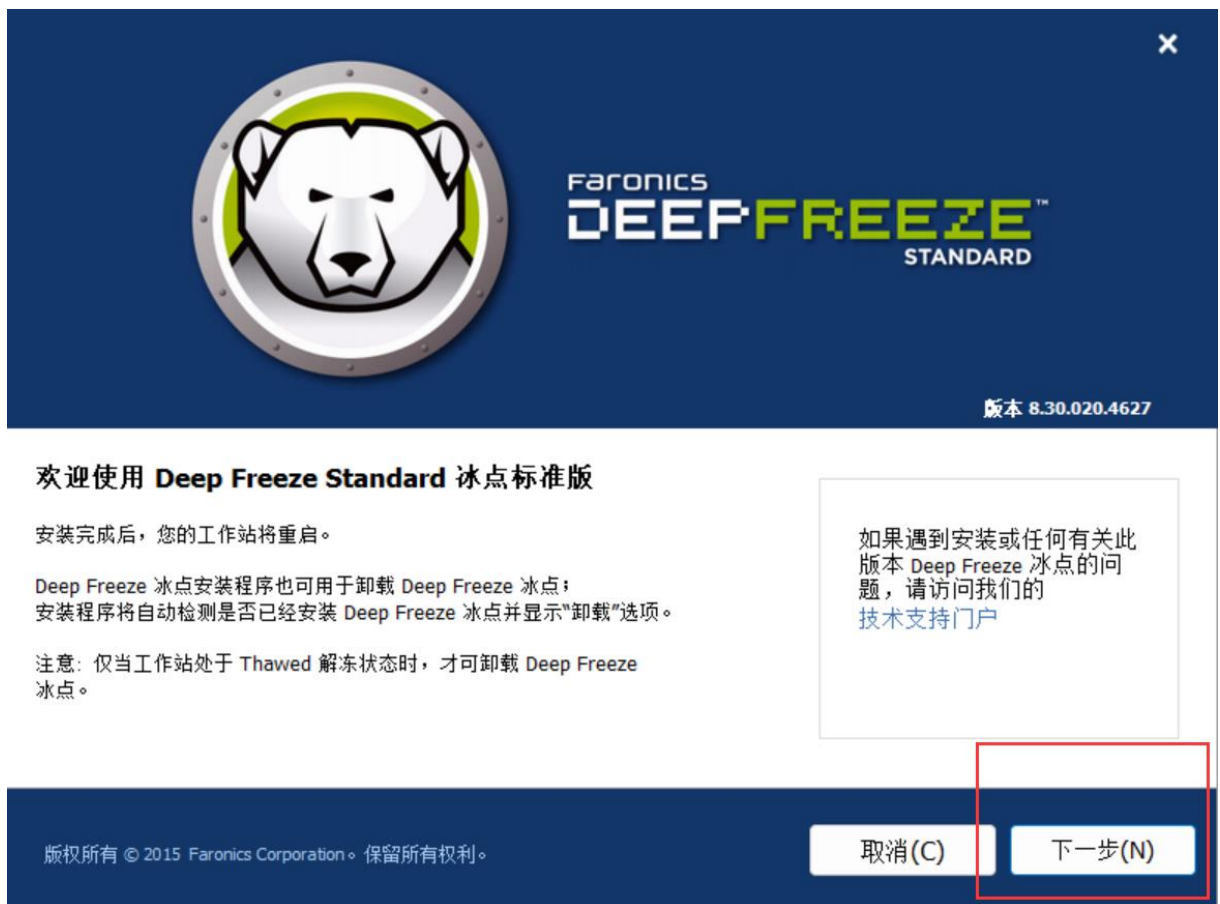 Faronics
DEEPFREEZE™
STANDARD
版本 8.30.020.4627
欢迎使用 Deep Freeze Standard 冰点标准版
安装完成后，您的工作站将重启。
Deep Freeze 冰点安装程序也可用于卸载 Deep Freeze 冰点；
安装程序将自动检测是否已经安装 Deep Freeze 冰点并显示“卸载”选项。
注意: 仅当工作站处于 Thawed 解冻状态时，才可卸载 Deep Freeze
冰点。
如果遇到安装或任何有关此
版本 Deep Freeze 冰点的问
题，请访问我们的
技术支持门户
版权所有 © 2015 Faronics Corporation。保留所有权利。
取消(C)
下一步(N)